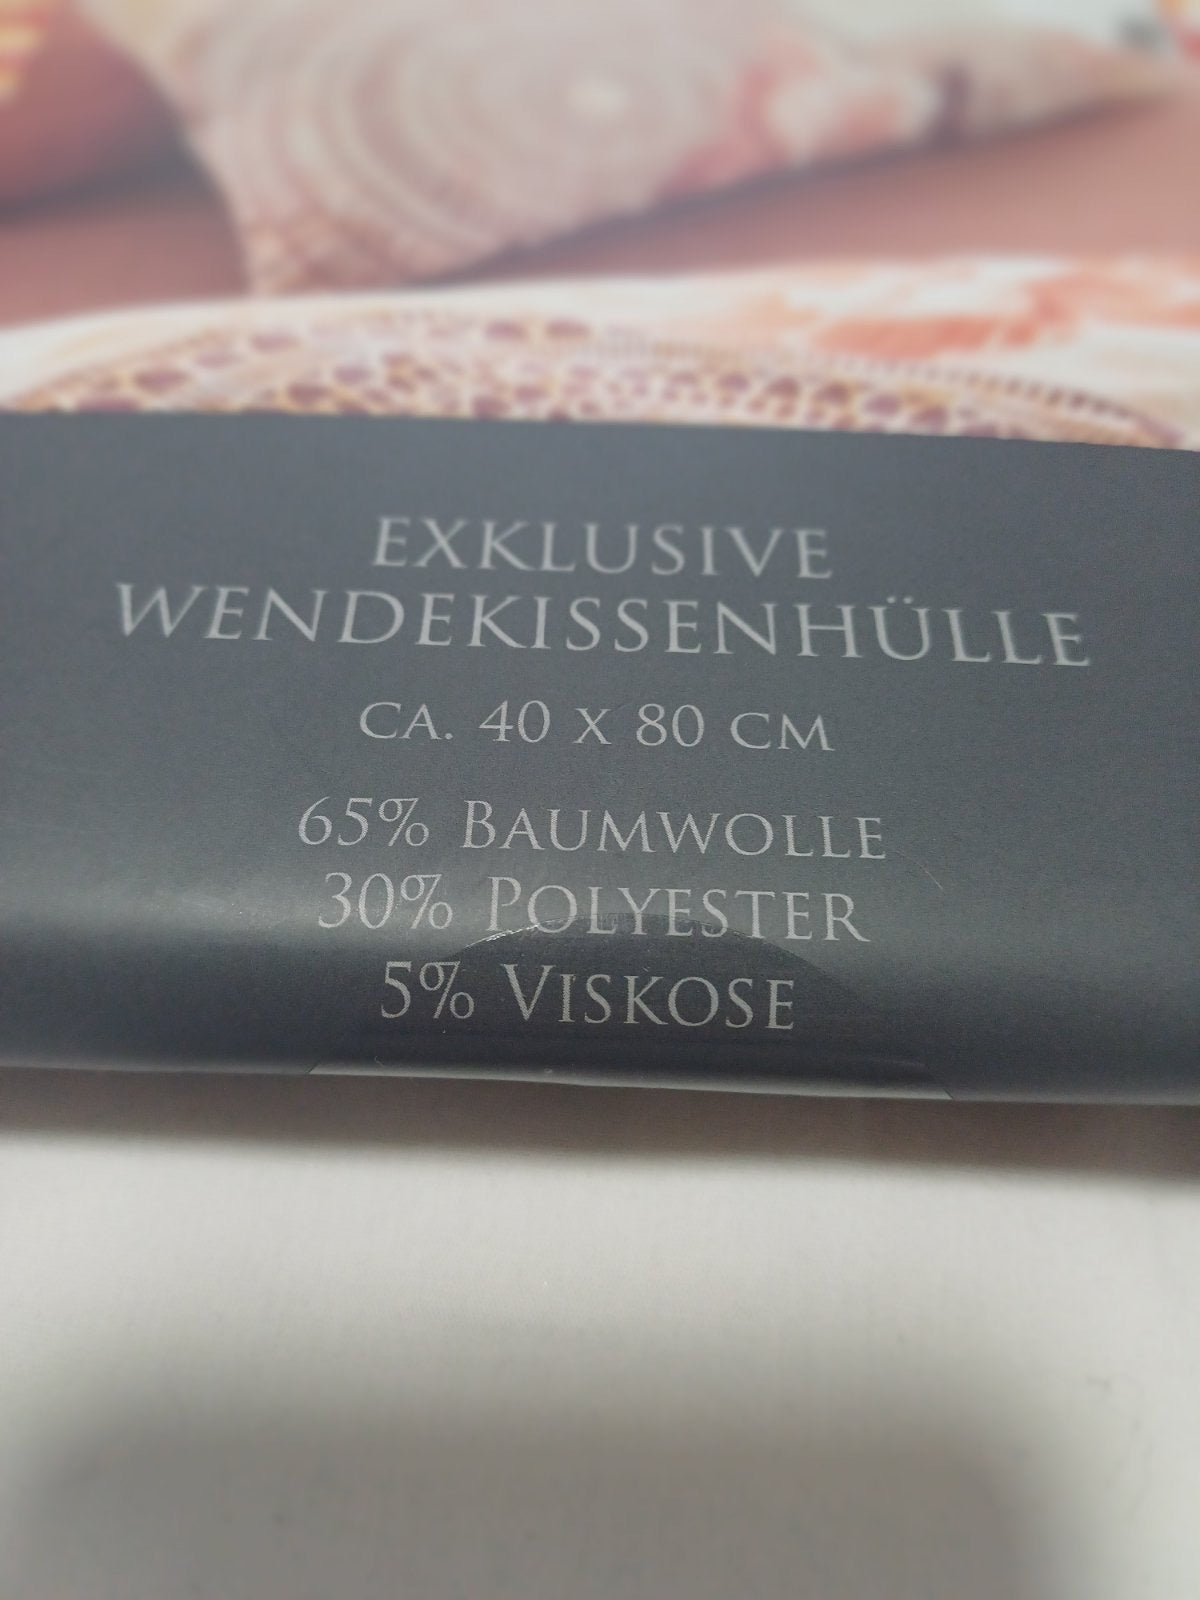 EXKLUSIVE
WENDEKISSENHÜLLE
CA. 40 X 80 CM
65% BAUMWOLLE
30% POLYESTER
5% VISKOSE